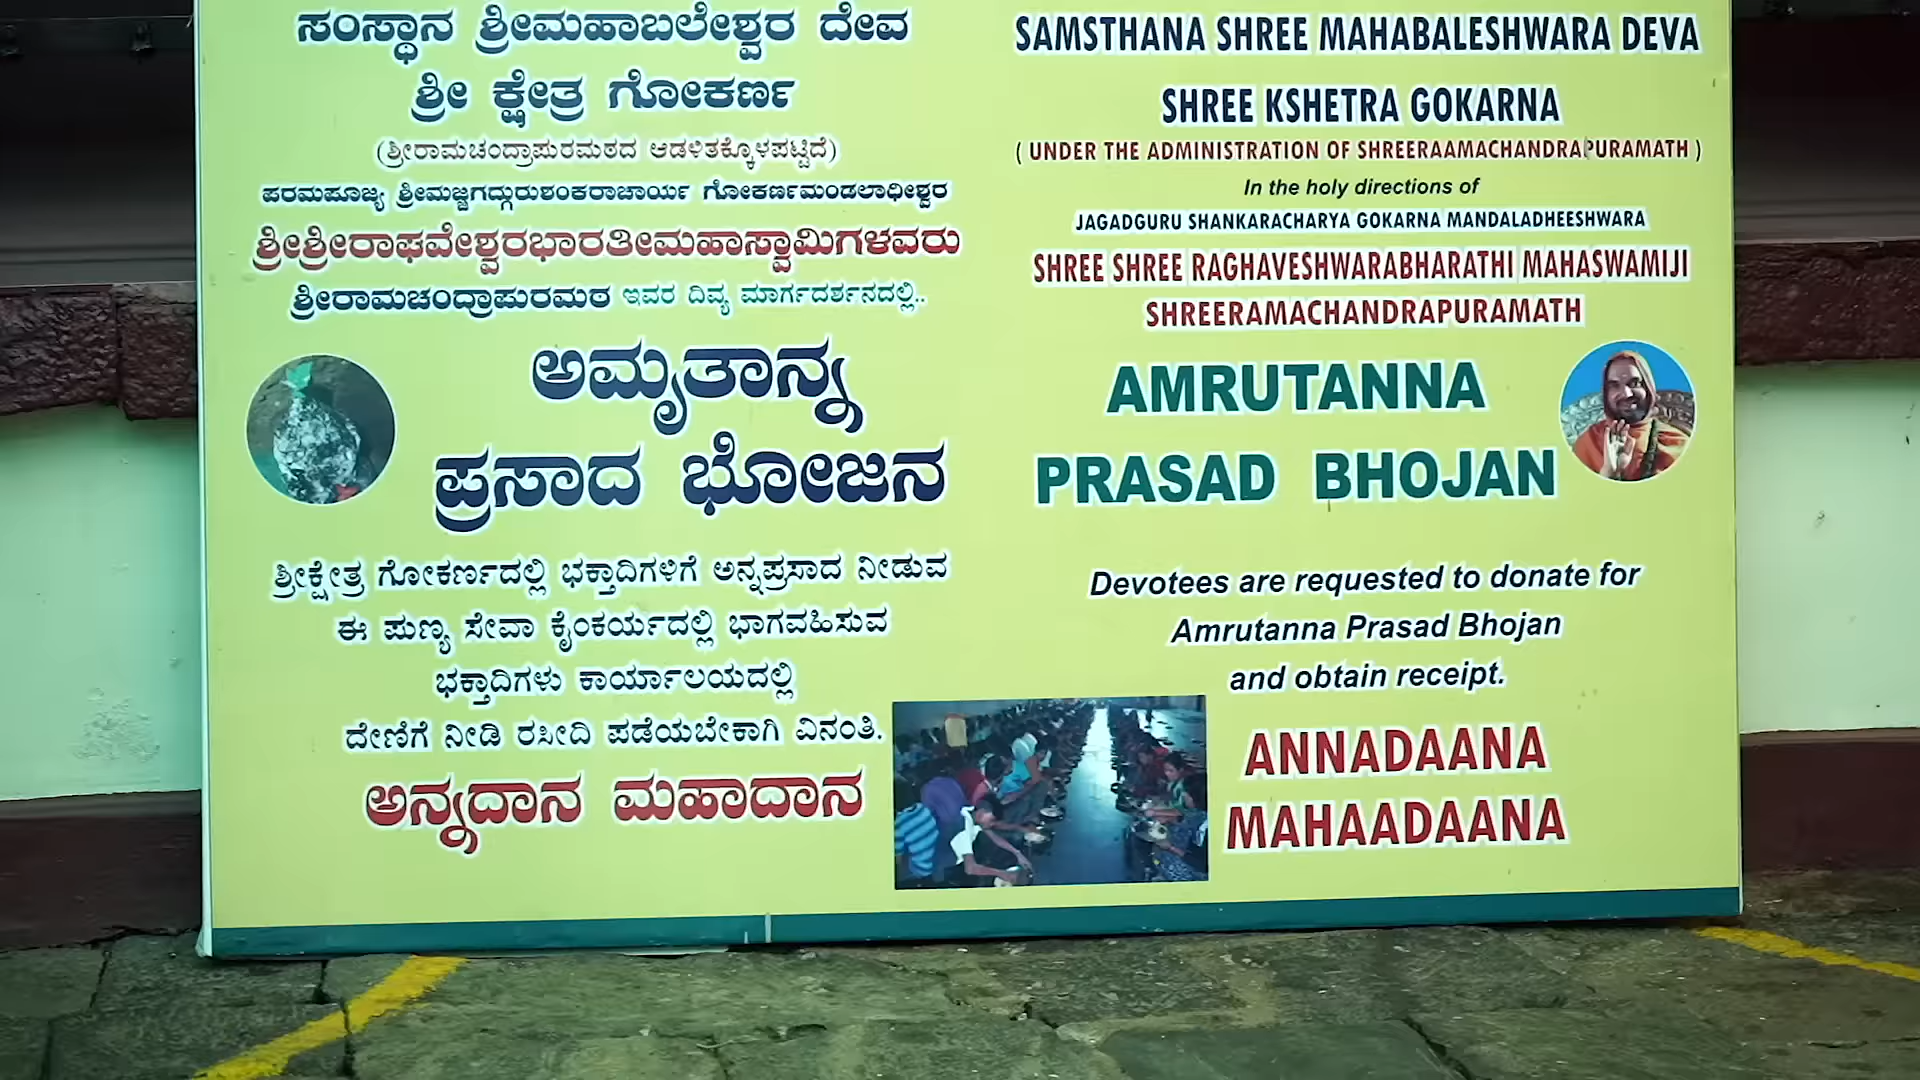 ಸಂಸ್ಥಾನ ಶ್ರೀಮಹಾಬಲೇಶ್ವರ ದೇವ
ಶ್ರೀ ಕ್ಷೇತ್ರ ಗೋಕರ್ಣ
(ಶ್ರೀರಾಮಚಂದ್ರಾಪುರಮಠದ ಆಡಳಿತಕ್ಕೊಳಪಟ್ಟಿದೆ)
ಪರಮಪೂಜ್ಯ ಶ್ರೀಮಜ್ಜಗದ್ಗುರುಶಂಕರಾಚಾರ್ಯ ಗೋಕರ್ಣಮಂಡಲಾಧೀಶ್ವರ
ಶ್ರೀಶ್ರೀರಾಘವೇಶ್ವರಭಾರತೀಮಹಾಸ್ವಾಮಿಗಳವರು
ಶ್ರೀರಾಮಚಂದ್ರಾಪುರಮಠ ಇವರ ದಿವ್ಯ ಮಾರ್ಗದರ್ಶನದಲ್ಲಿ..
ಅಮೃತಾನ್ನ
ಪ್ರಸಾದ ಭೋಜನ
ಶ್ರೀಕ್ಷೇತ್ರ ಗೋಕರ್ಣದಲ್ಲಿ ಭಕ್ತಾದಿಗಳಿಗೆ ಅನ್ನಪ್ರಸಾದ ನೀಡುವ
ಈ ಪುಣ್ಯ ಸೇವಾ ಕೈಂಕರ್ಯದಲ್ಲಿ ಭಾಗವಹಿಸುವ
ಭಕ್ತಾದಿಗಳು ಕಾರ್ಯಾಲಯದಲ್ಲಿ
ದೇಣಿಗೆ ನೀಡಿ ರಸೀದಿ ಪಡೆಯಬೇಕಾಗಿ ವಿನಂತಿ.
ಅನ್ನದಾನ ಮಹಾದಾನ
SAMSTHANA SHREE MAHABALESHWARA DEVA
SHREE KSHETRA GOKARNA
( UNDER THE ADMINISTRATION OF SHREERAAMACHANDRAPURAMATH )
In the holy directions of
JAGADGURU SHANKARACHARYA GOKARNA MANDALADHEESHWARA
SHREE SHREE RAGHAVESHWARABHARATHI MAHASWAMIJI
SHREERAMACHANDRAPURAMATH
AMRUTANNA
PRASAD BHOJAN
Devotees are requested to donate for
Amrutanna Prasad Bhojan
and obtain receipt.
ANNADAANA
MAHAADAANA